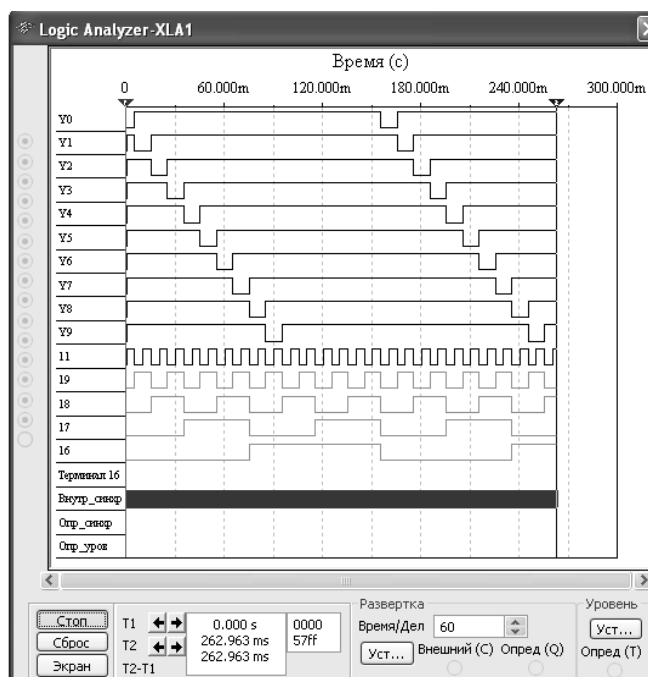 Logic Analyzer-XLA1
Время (с)
0 60.000m 120.000m 180.000m 240.000m 300.000m
Y0
Y1
Y2
Y3
Y4
Y5
Y6
Y7
Y8
Y9
11
19
18
17
16
Терминал 16
Внутр_синхр
Опр_синхр
Опр_уров
Стоп
Сброс
Экран
T1
T2
T2-T1
0.000 s
262.963 ms
262.963 ms
0000
57ff
Развертка
Время/Дел 60
Уст... Внешний (C) Опред (Q)
Уровень
Уст...
Опред (T)